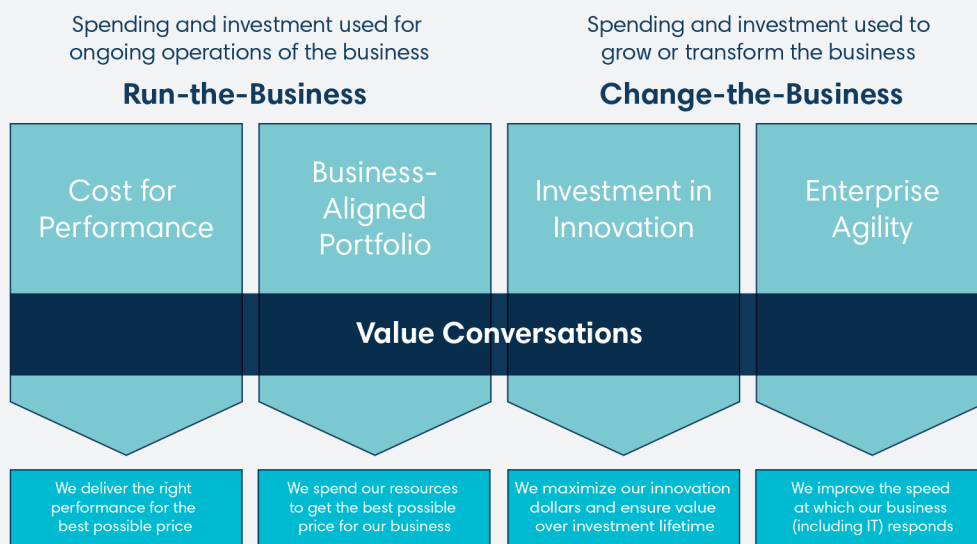 Spending and investment used for
ongoing operations of the business
Run-the-Business
Spending and investment used to
grow or transform the business
Change-the-Business
Cost for
Performance
Business-
Aligned
Portfolio
Investment in
Innovation
Enterprise
Agility
Value Conversations
We deliver the right
performance for the
best possible price
We spend our resources
to get the best possible
price for our business
We maximize our innovation
dollars and ensure value
over investment lifetime
We improve the speed
at which our business
(including IT) responds